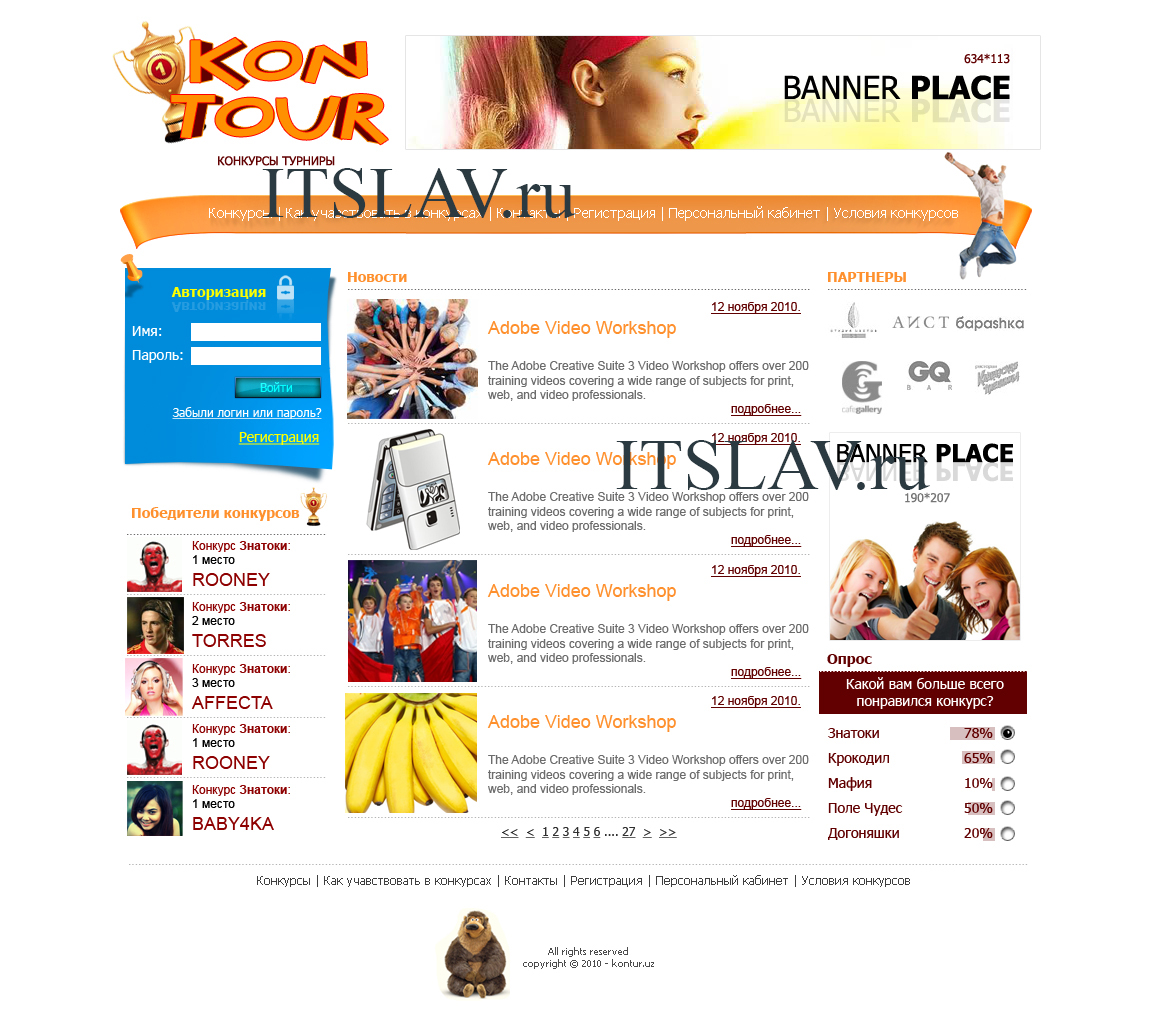 1
KON
TOUR
КОНКУРСЫ ТУРНИРЫ
634*113
BANNER PLACE
ITSLAV.ru
Конкурсы | Как учавствовать в конкурсах | Контакты | Регистрация | Персональный кабинет | Условия конкурсов
Авторизация
Имя:
Пароль:
Войти
Забыли логин или пароль?
Регистрация
Победители конкурсов
Конкурс Знатоки:
1 место
ROONEY
Конкурс Знатоки:
2 место
TORRES
Конкурс Знатоки:
3 место
AFFECTA
Конкурс Знатоки:
1 место
ROONEY
Конкурс Знатоки:
1 место
BABY4KA
Новости
12 ноября 2010.
Adobe Video Workshop
The Adobe Creative Suite 3 Video Workshop offers over 200
training videos covering a wide range of subjects for print,
web, and video professionals.
подробнее...
12 ноября 2010.
Adobe Video Workshop
ITSLAV.ru
The Adobe Creative Suite 3 Video Workshop offers over 200
training videos covering a wide range of subjects for print,
web, and video professionals.
подробнее...
12 ноября 2010.
Adobe Video Workshop
The Adobe Creative Suite 3 Video Workshop offers over 200
training videos covering a wide range of subjects for print,
web, and video professionals.
подробнее...
12 ноября 2010.
Adobe Video Workshop
The Adobe Creative Suite 3 Video Workshop offers over 200
training videos covering a wide range of subjects for print,
web, and video professionals.
подробнее...
<< < 1 2 3 4 5 6 .... 27 > >>
ПАРТНЕРЫ
АИСТ
бараshka
GQ
BAR
cafegallery
BANNER PLACE
190*207
Опрос
Какой вам больше всего
понравился конкурс?
Знатоки 78%
Крокодил 65%
Мафия 10%
Поле Чудес 50%
Догоняшки 20%
Конкурсы | Как учавствовать в конкурсах | Контакты | Регистрация | Персональный кабинет | Условия конкурсов
All rights reserved
copyright © 2010 - kontur.uz